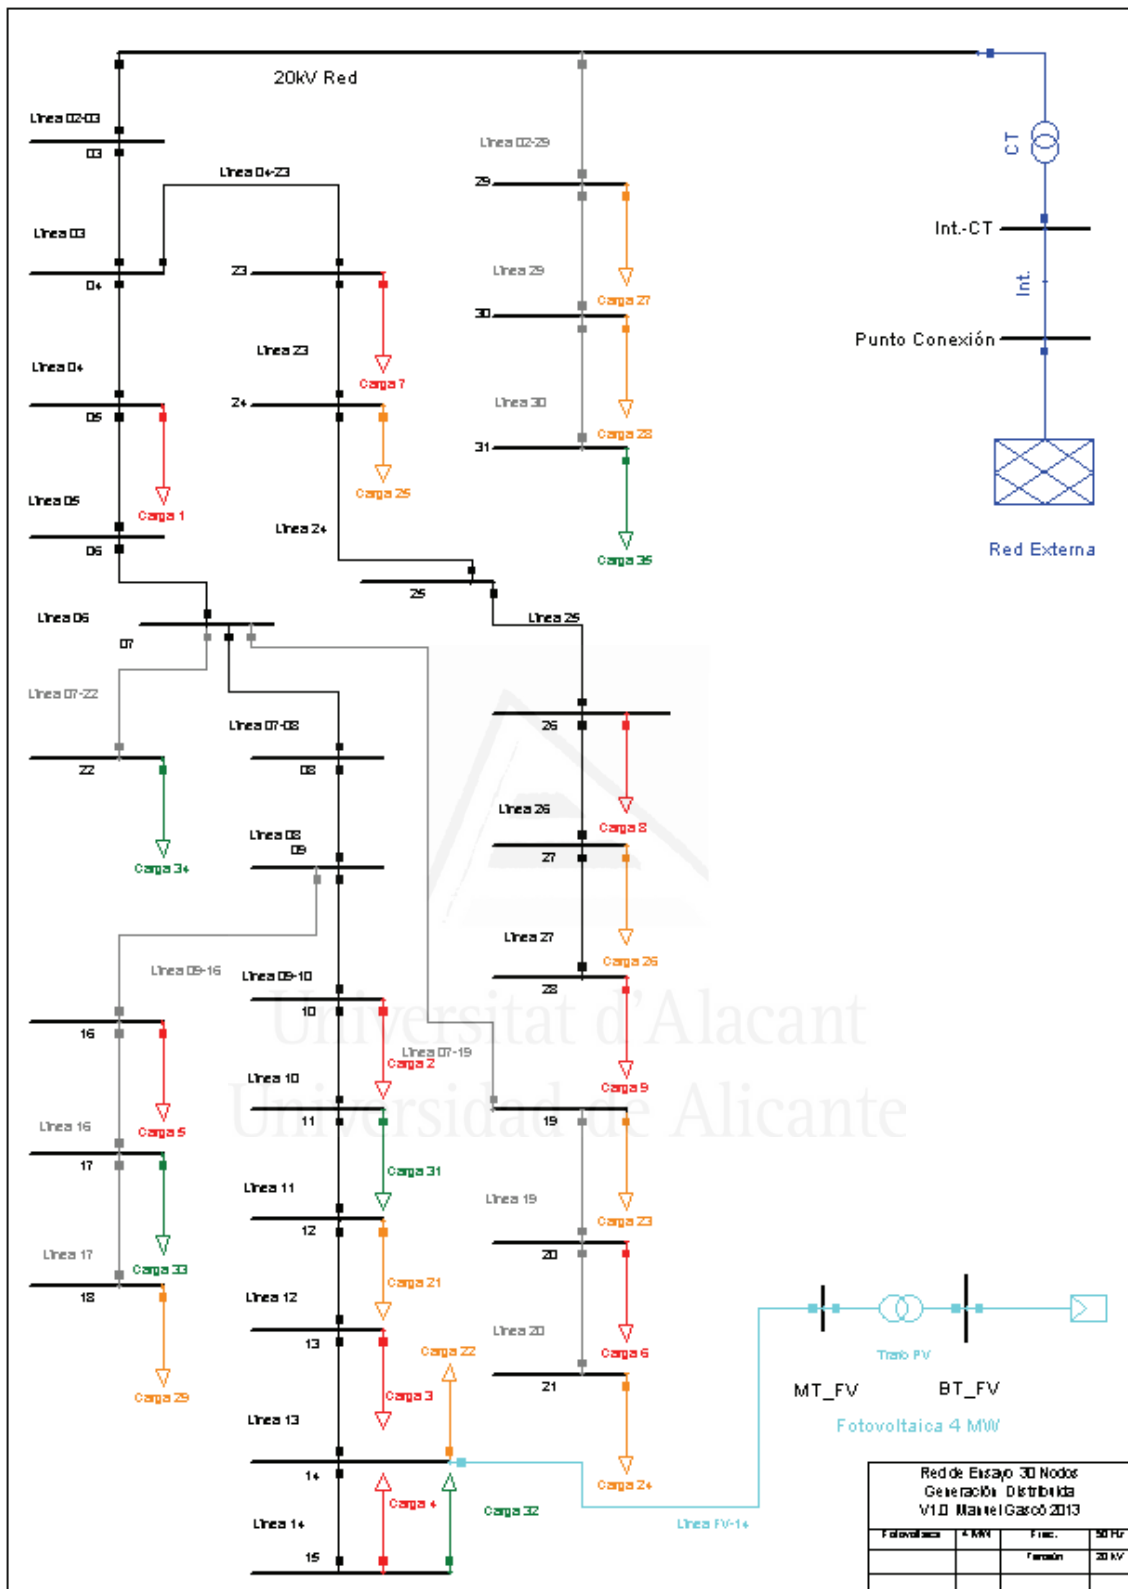 20kV Red
Línea 02-03
03
Línea 04-23
Línea 02-29
29
CT
Int.-CT
Línea 03
04
23
Línea 29
Carga 27
Int.
30
Punto Conexión
Línea 04
Línea 23
Carga 7
05
24
Línea 30
Carga 28
31
Carga 25
Línea 05
Carga 1
Línea 24
06
Carga 35
Red Externa
25
Línea 06
Línea 25
07
Línea 07-22
Línea 07-08
26
22
08
Línea 26
Carga 8
Línea 08
09
27
Carga 34
Línea 27
Carga 26
Línea 09-16
Línea 09-10
28
10
16
Universitat d'Alacant
Línea 07-19
Carga 2
Línea 10
Carga 9
Universidad de Alicante
Línea 16
Carga 5
11
19
17
Carga 31
Línea 11
Línea 19
12
Carga 23
Línea 17
Carga 33
20
18
Carga 21
Línea 12
13
Línea 20
Carga 22
Carga 6
Trafo FV
21
Carga 29
Carga 3
MT_FV
BT_FV
Línea 13
Fotovoltaica 4 MW
14
Carga 24
Carga 4
Carga 32
Línea 14
Línea FV-14
15
Red de Ensayo 30 Nodos
Generación Distribuida
V1.0 Manuel Gascó 2013
Fotovoltaica 4 MW Frec. 50 Hz
Tensión 20 kV